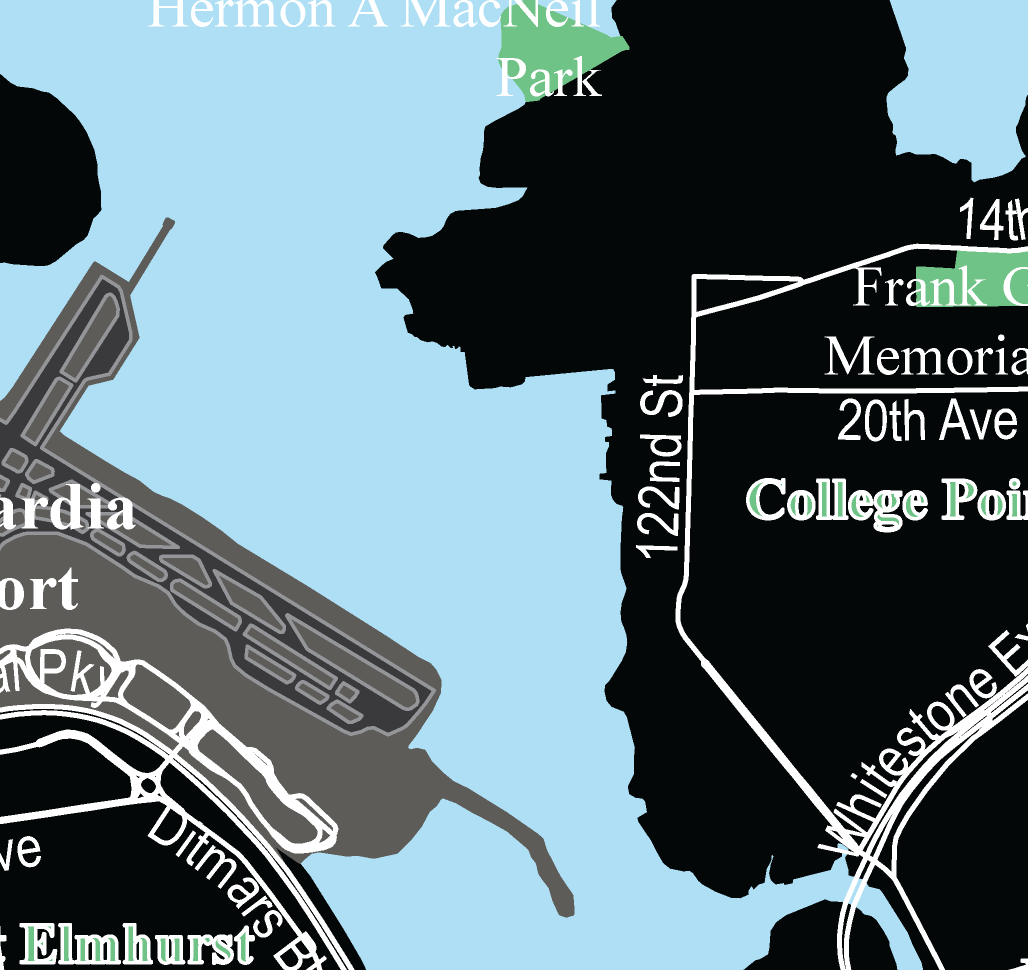 Hermon A MacNeil
Park
14th
Frank G
Memoria
20th Ave
122nd St
College Poi
ardia
ort
al Pky
Whitestone Ex
Ditmars Bl
ve
t Elmhurst